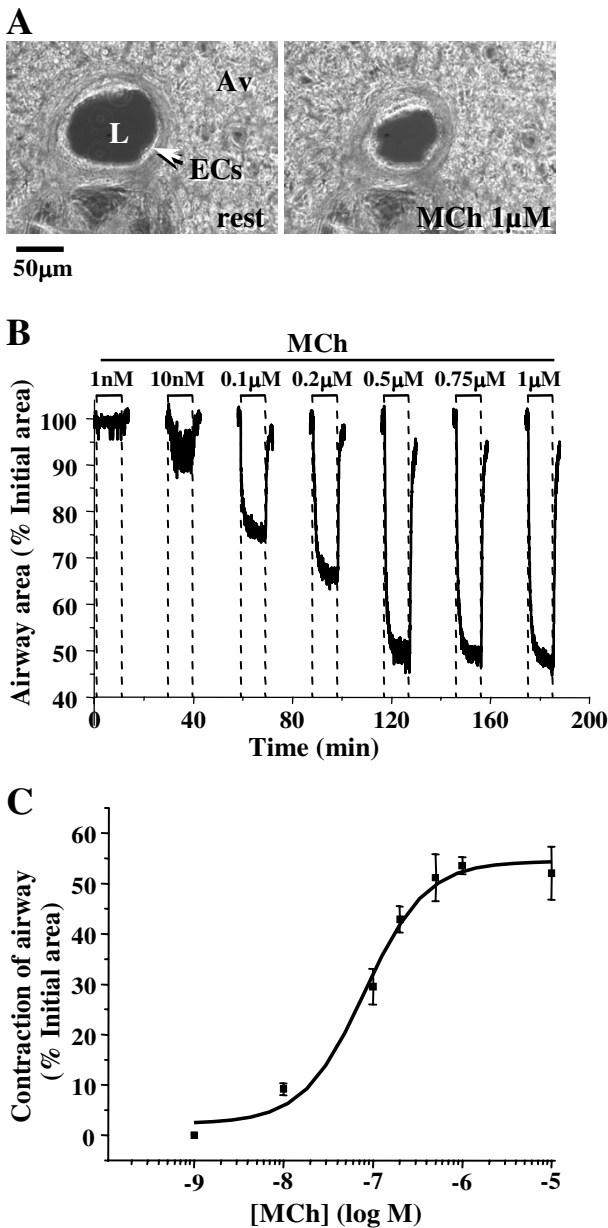 A
Av
L
ECs
rest
MCh 1μM
50μm
B
MCh
1nM 10nM 0.1μM 0.2μM 0.5μM 0.75μM 1μM
Airway area (% Initial area)
100
90
80
70
60
50
40
0 40 80 120 160 200
Time (min)
C
Contraction of airway
(% Initial area)
60
50
40
30
20
10
0
-9 -8 -7 -6 -5
[MCh] (log M)